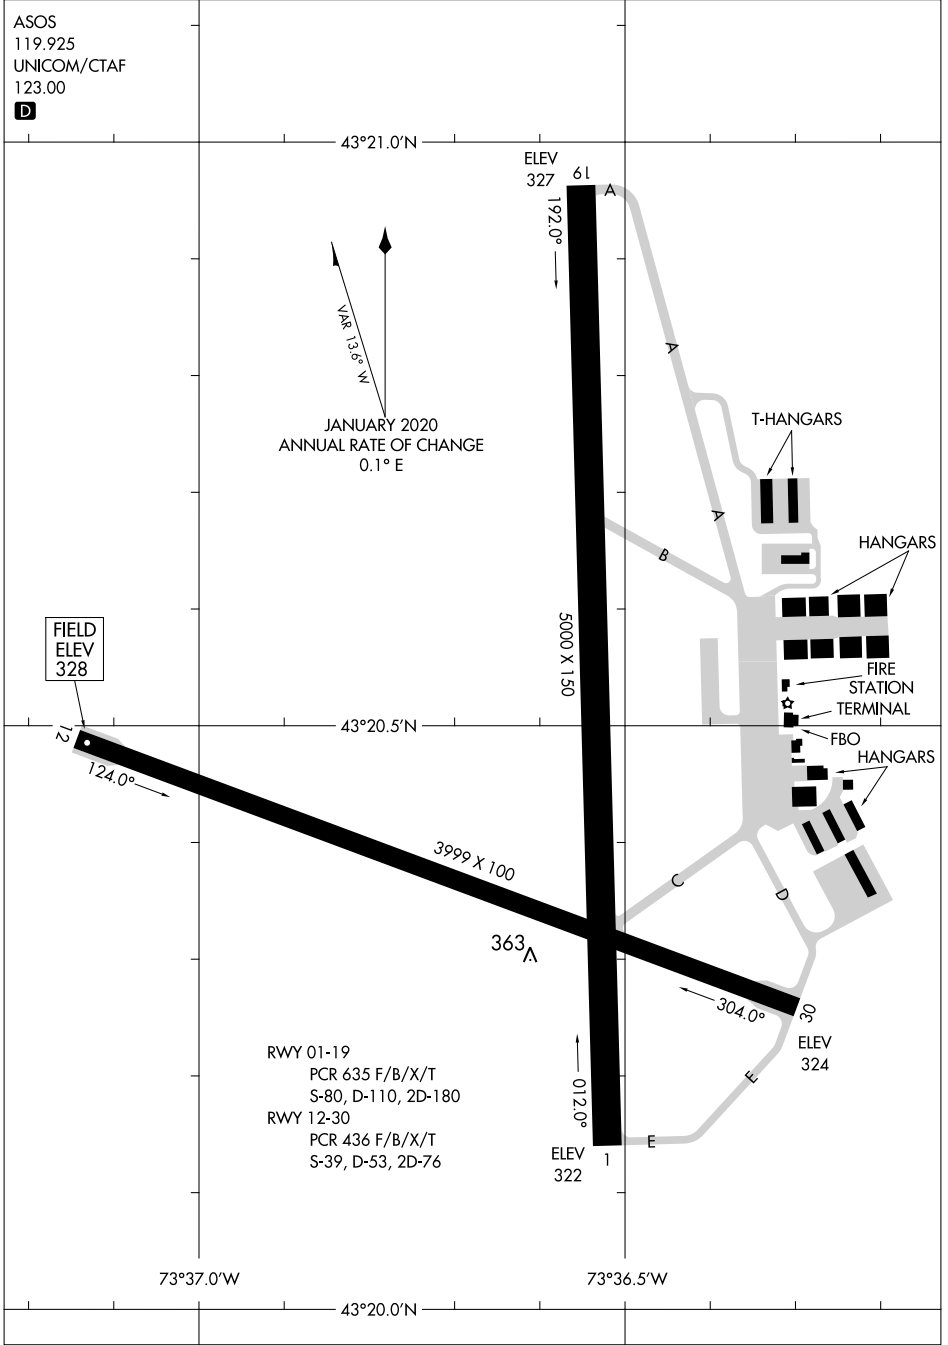 ASOS
119.925
UNICOM/CTAF
123.00
D
43°21.0'N
ELEV
327
19
A
192.0°
VAR 13.6° W
JANUARY 2020
ANNUAL RATE OF CHANGE
0.1° E
A
T-HANGARS
A
B
HANGARS
5000 X 150
FIELD
ELEV
328
FIRE
STATION
TERMINAL
43°20.5'N
FBO
HANGARS
12
124.0°
3999 X 100
C
D
363
304.0°
30
ELEV
324
RWY 01-19
PCR 635 F/B/X/T
S-80, D-110, 2D-180
RWY 12-30
PCR 436 F/B/X/T
S-39, D-53, 2D-76
012.0°
E
E
ELEV
322
1
73°37.0'W
73°36.5'W
43°20.0'N